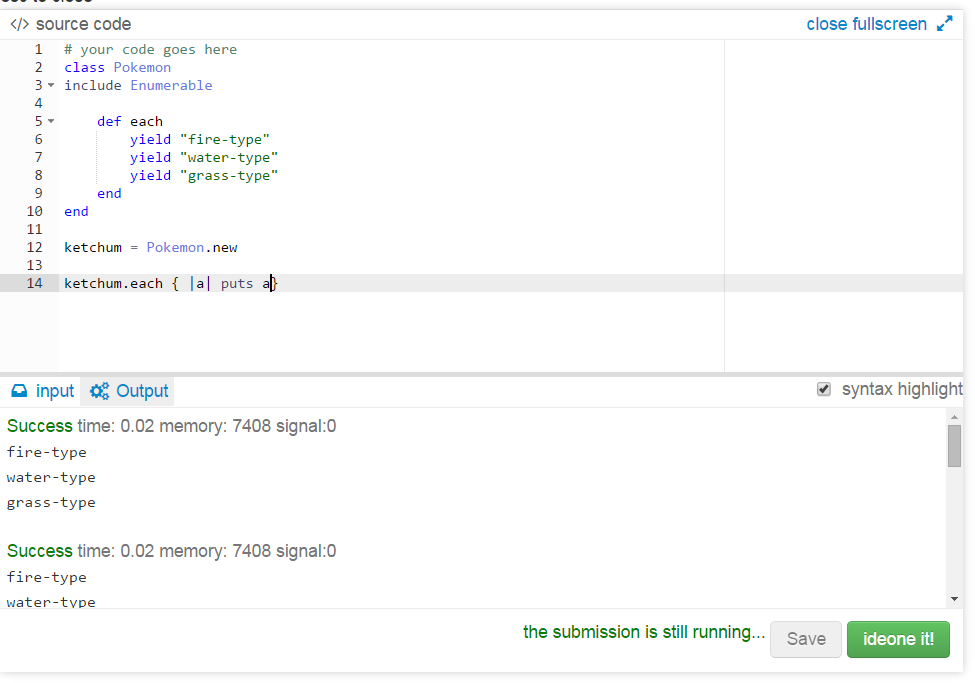 </> source code
close fullscreen
1 # your code goes here
2 class Pokemon
3 include Enumerable
4
5 def each
6 yield "fire-type"
7 yield "water-type"
8 yield "grass-type"
9 end
10 end
11
12 ketchum = Pokemon.new
13
14 ketchum.each { |a| puts a}
input Output
syntax highlight
Success time: 0.02 memory: 7408 signal:0
fire-type
water-type
grass-type
Success time: 0.02 memory: 7408 signal:0
fire-type
water-type
the submission is still running...
Save
ideone it!